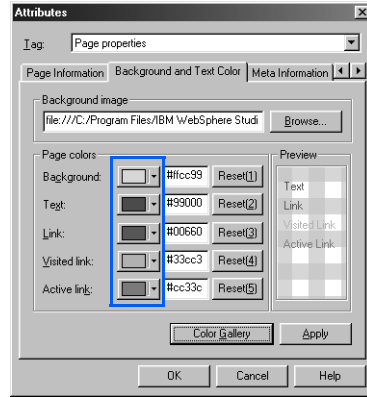 Attributes
Tag: Page properties
Page Information Background and Text Color Meta Information
Background image
file:///C:/Program Files/IBM WebSphere Studi Browse...
Page colors Preview
Background: #ffcc99 Reset(1)
Text
Text: #99000 Reset(2)
Link
Link: #00660 Reset(3)
Visited Link
Visited link: #33cc3 Reset(4)
Active Link
Active link: #cc33c Reset(5)
Color Gallery Apply
OK Cancel Help